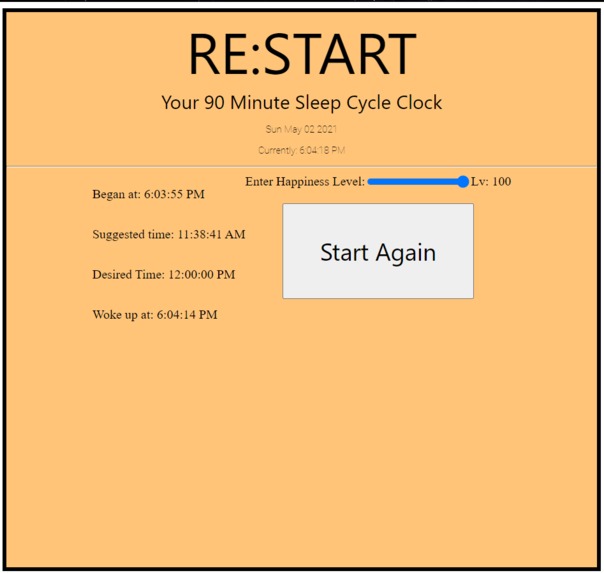 RE:START
Your 90 Minute Sleep Cycle Clock
Sun May 02 2021
Currently: 6:04:18 PM
Began at: 6:03:55 PM
Suggested time: 11:38:41 AM
Desired Time: 12:00:00 PM
Woke up at: 6:04:14 PM
Enter Happiness Level: Lv: 100
Start Again